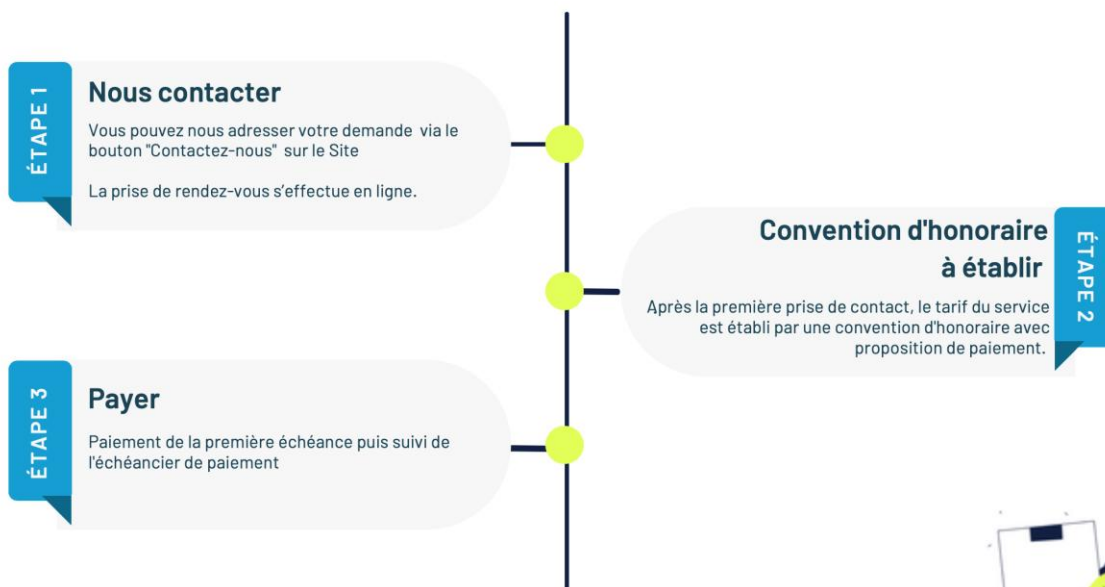 ÉTAPE 1
Nous contacter
Vous pouvez nous adresser votre demande via le
bouton "Contactez-nous" sur le Site
La prise de rendez-vous s'effectue en ligne.
ÉTAPE 2
Convention d'honoraire
à établir
Après la première prise de contact, le tarif du service
est établi par une convention d'honoraire avec
proposition de paiement.
ÉTAPE 3
Payer
Paiement de la première échéance puis suivi de
l'échéancier de paiement